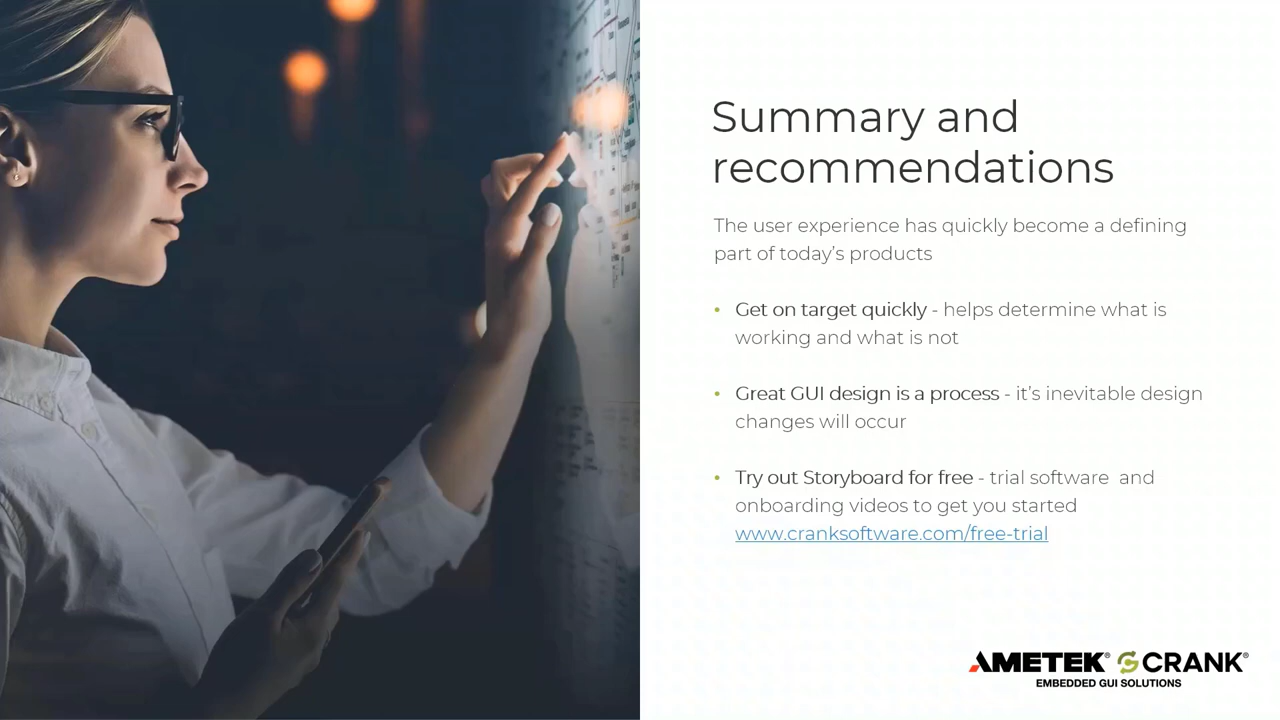 Summary and
recommendations
The user experience has quickly become a defining
part of today's products
• Get on target quickly - helps determine what is
working and what is not
• Great GUI design is a process - it's inevitable design
changes will occur
• Try out Storyboard for free - trial software  and
onboarding videos to get you started
www.cranksoftware.com/free-trial
AMETEK® CRANK®
EMBEDDED GUI SOLUTIONS